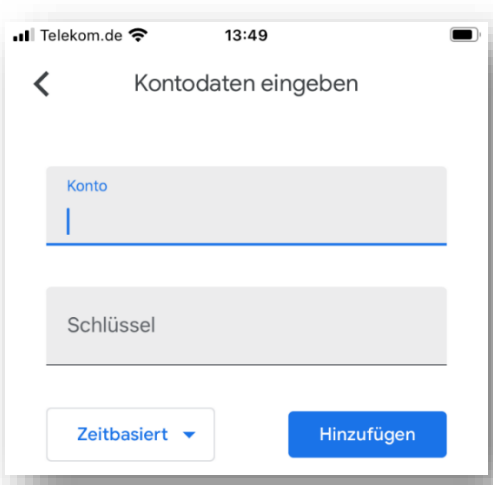 Telekom.de 13:49
Kontodaten eingeben
Konto
Schlüssel
Zeitbasiert Hinzufügen